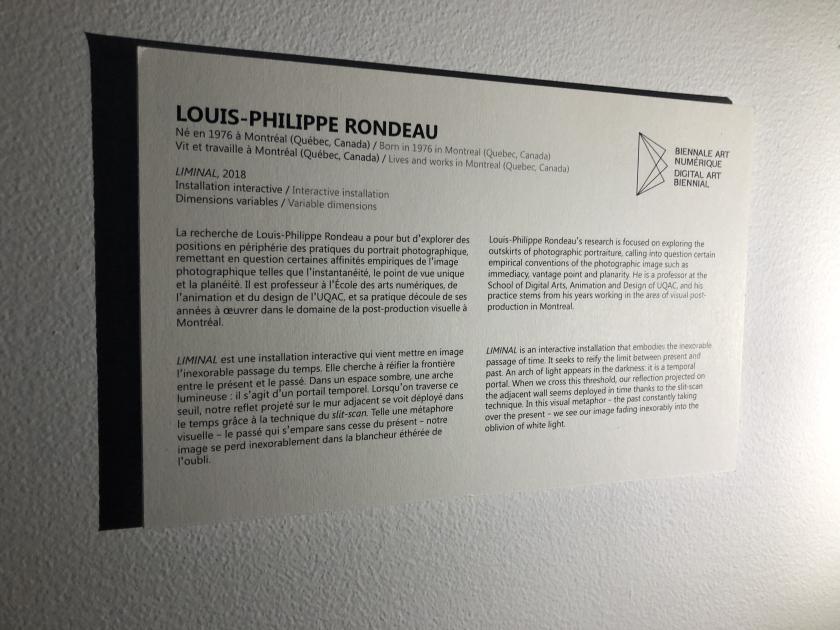 LOUIS-PHILIPPE RONDEAU
Né en 1976 à Montréal (Québec, Canada) / Born in 1976 in Montreal (Quebec, Canada)
Vit et travaille à Montréal (Québec, Canada) / Lives and works in Montreal (Quebec, Canada)
LIMINAL, 2018
Installation interactive / Interactive installation
Dimensions variables / Variable dimensions
BIENNALE ART
NUMÉRIQUE
DIGITAL ART
BIENNIAL
La recherche de Louis-Philippe Rondeau a pour but d'explorer des
positions en périphérie des pratiques du portrait photographique,
remettant en question certaines affinités empiriques de l'image
photographique telles que l'instantanéité, le point de vue unique
et la planéité. Il est professeur à l'École des arts numériques, de
l'animation et du design de l'UQAC, et sa pratique découle de ses
années à œuvrer dans le domaine de la post-production visuelle à
Montréal.
LIMINAL est une installation interactive qui vient mettre en image
l'inexorable passage du temps. Elle cherche à réifier la frontière
entre le présent et le passé. Dans un espace sombre, une arche
lumineuse : il s'agit d'un portail temporel. Lorsqu'on traverse ce
seuil, notre reflet projeté sur le mur adjacent se voit déployé dans
le temps grâce à la technique du slit-scan. Telle une métaphore
visuelle – le passé qui s'empare sans cesse du présent – notre
image se perd inexorablement dans la blancheur éthérée de
l'oubli.
Louis-Philippe Rondeau's research is focused on exploring the
outskirts of photographic portraiture, calling into question certain
empirical conventions of the photographic image such as
immediacy, vantage point and planarity. He is a professor at the
School of Digital Arts, Animation and Design of UQAC, and his
practice stems from his years working in the area of visual post-
production in Montreal.
LIMINAL is an interactive installation that embodies the inexorable
passage of time. It seeks to reify the limit between present and
past. An arch of light appears in the darkness: it is a temporal
portal. When we cross this threshold, our reflection projected on
the adjacent wall seems deployed in time thanks to the slit-scan
technique. In this visual metaphor – the past constantly taking
over the present – we see our image fading inexorably into the
oblivion of white light.